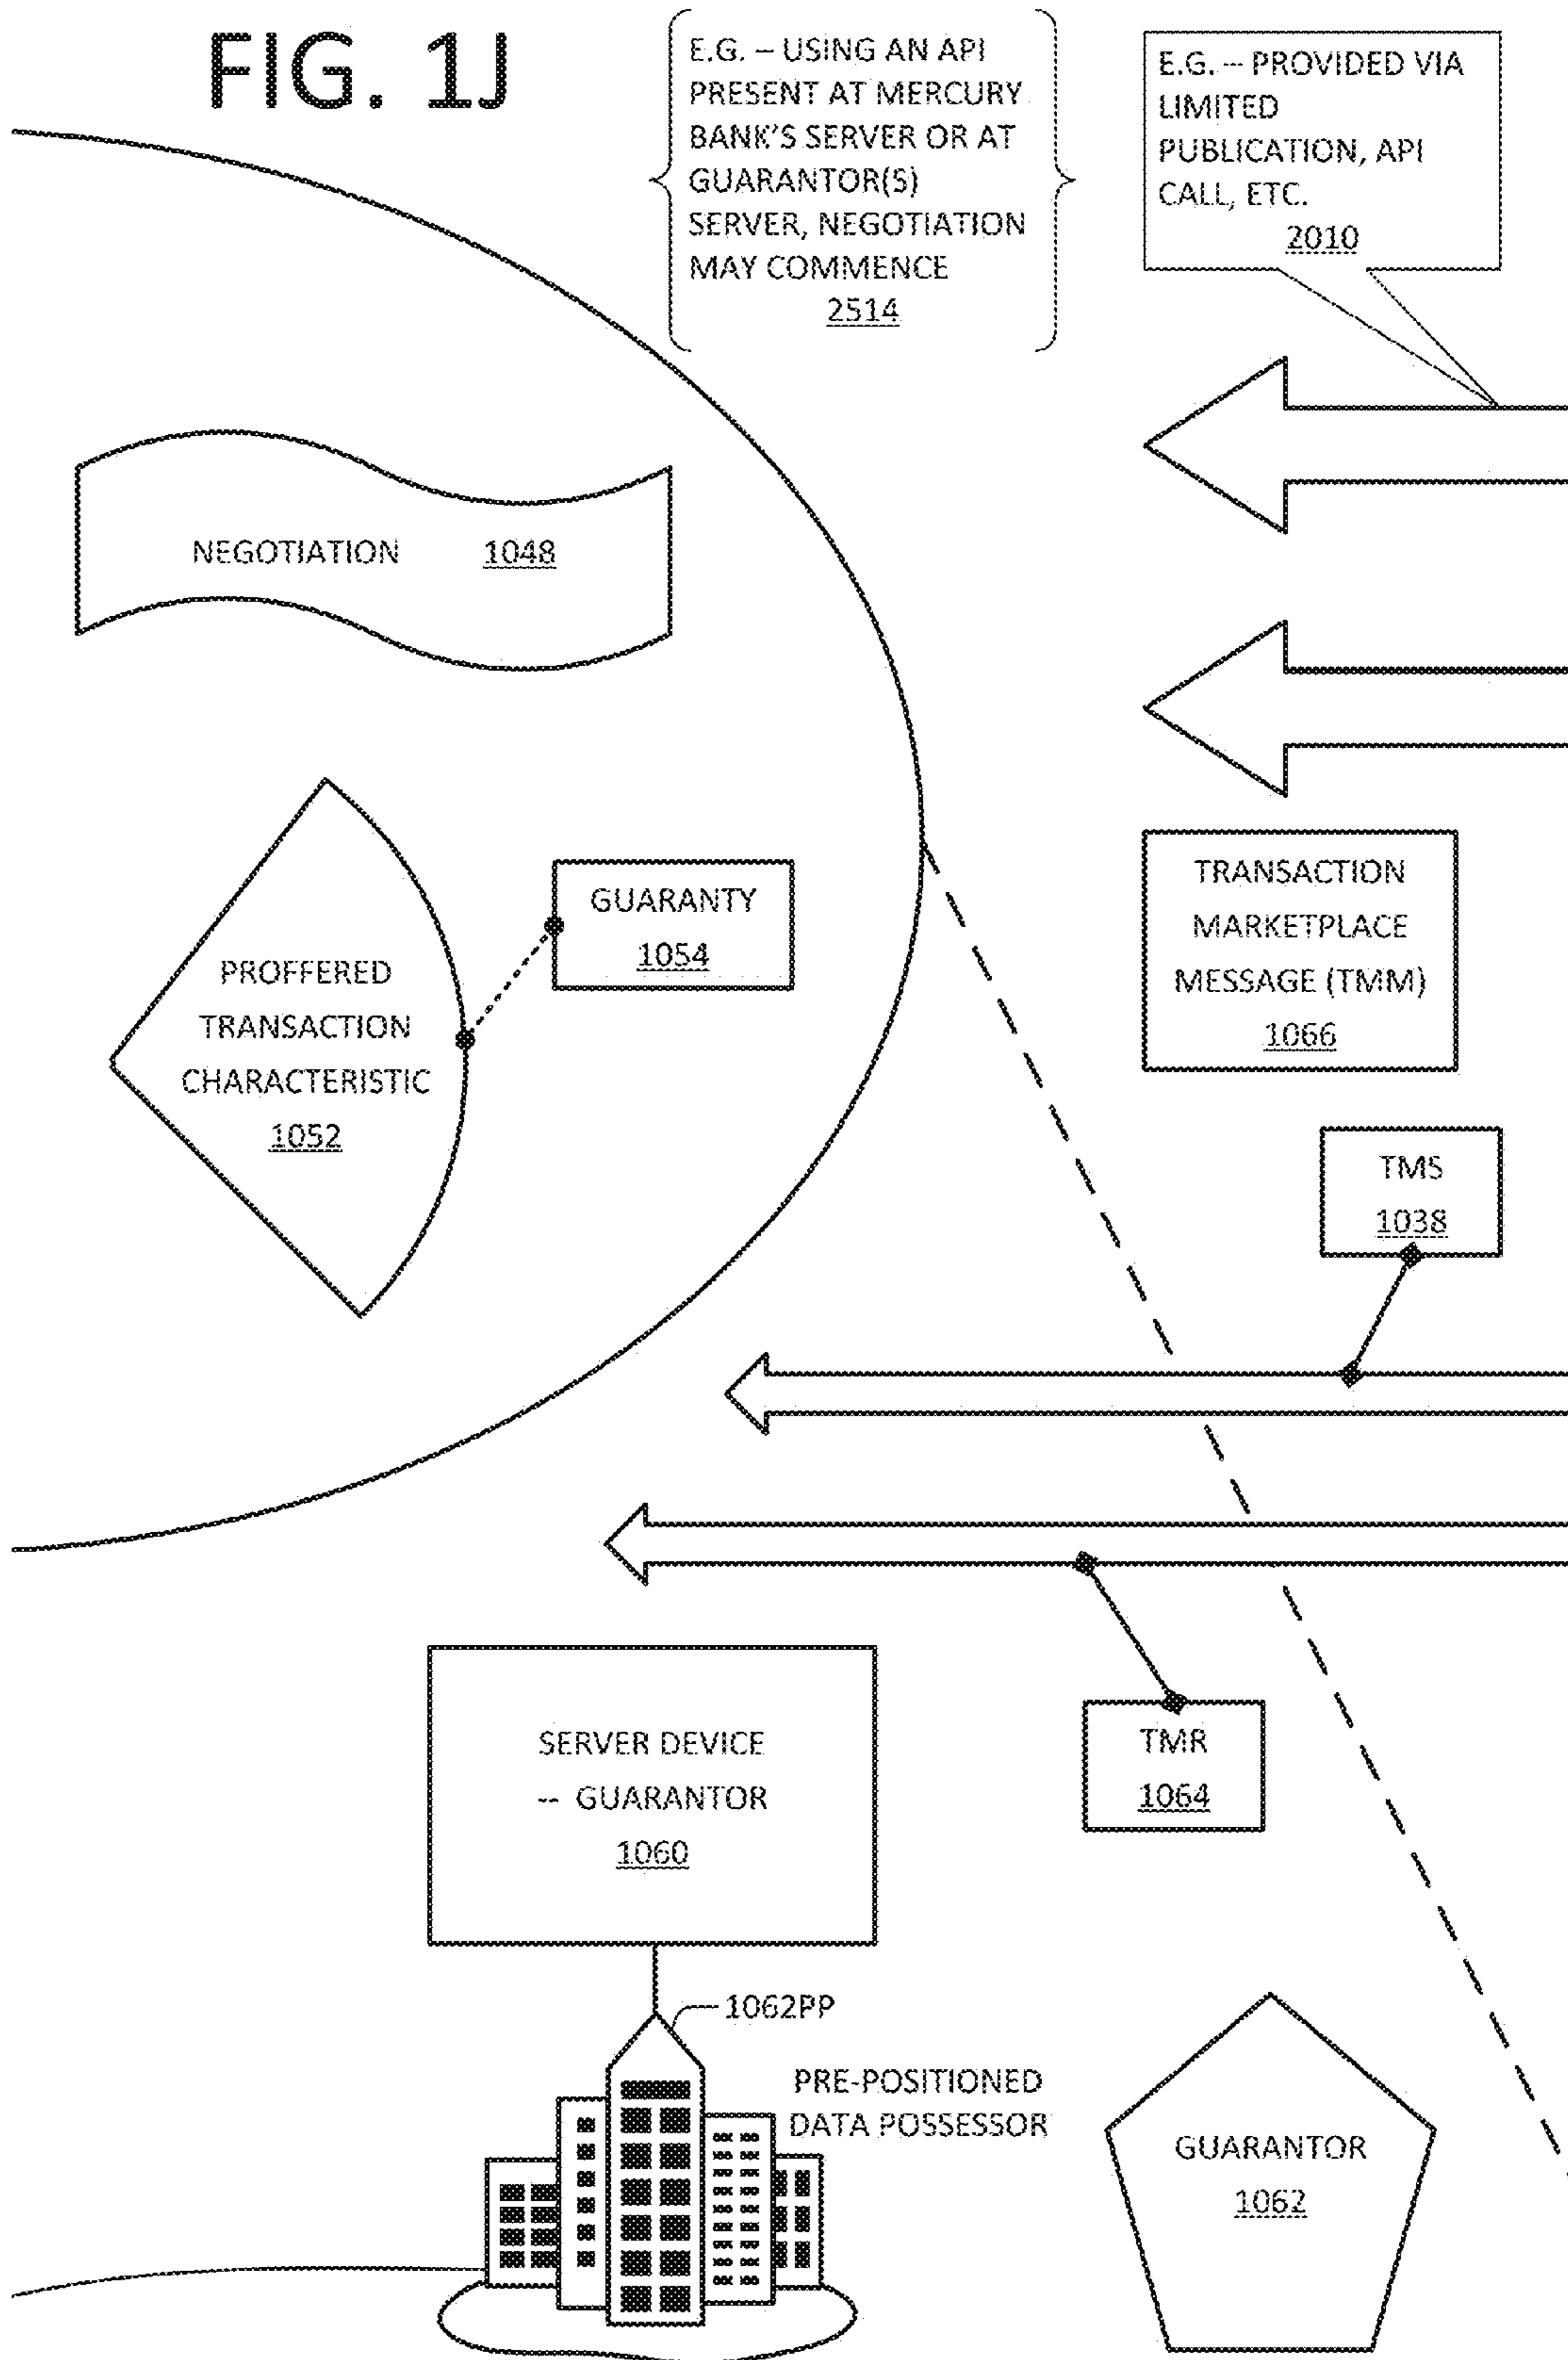 FIG. 1J
E.G. – USING AN API
PRESENT AT MERCURY
BANK'S SERVER OR AT
GUARANTOR(S)
SERVER, NEGOTIATION
MAY COMMENCE
2514
E.G. -- PROVIDED VIA
LIMITED
PUBLICATION, API
CALL, ETC.
2010
NEGOTIATION 1048
GUARANTY
1054
PROFFERED
TRANSACTION
CHARACTERISTIC
1052
TRANSACTION
MARKETPLACE
MESSAGE (TMM)
1066
TMS
1038
SERVER DEVICE
-- GUARANTOR
1060
TMR
1064
1062PP
PRE-POSITIONED
DATA POSSESSOR
GUARANTOR
1062